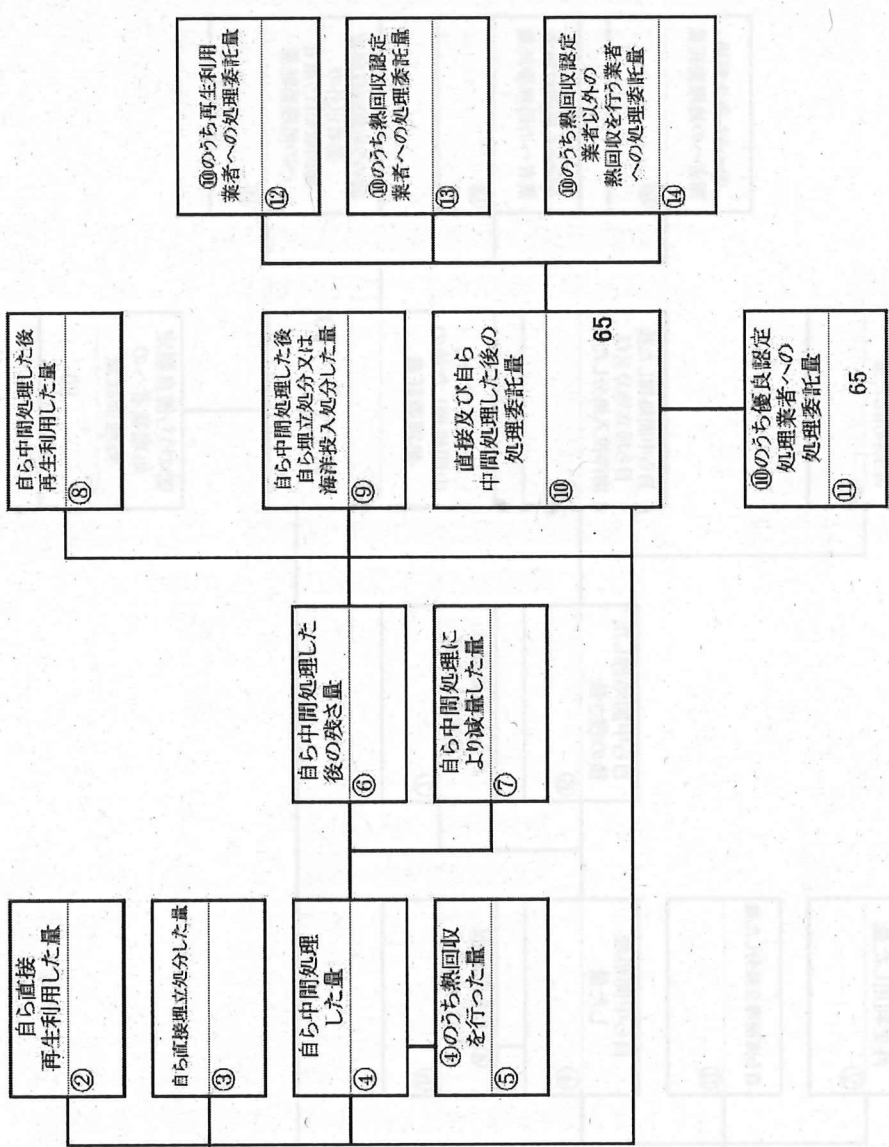 自ら直接
再生利用した量
②
自ら直接埋立処分した量
③
自ら中間処理
した量
④
④のうち熱回収
を行った量
⑤
自ら中間処理した
後の残さ量
⑥
自ら中間処理に
より減量した量
⑦
自ら中間処理した後
再生利用した量
⑧
自ら中間処理した後
自ら埋立処分又は
海洋投入処分した量
⑨
直接及び自ら
中間処理した後の
処理委託量
⑩
65
⑩のうち優良認定
処理業者への
処理委託量
⑪
65
⑩のうち再生利用
業者への処理委託量
⑫
⑩のうち熱回収認定
業者への処理委託量
⑬
⑩のうち熱回収認定
業者以外の
熱回収を行う業者
への処理委託量
⑭